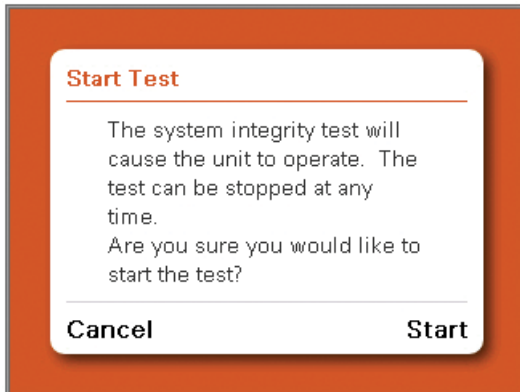 Start Test
The system integrity test will
cause the unit to operate.  The
test can be stopped at any
time.
Are you sure you would like to
start the test?
Cancel
Start